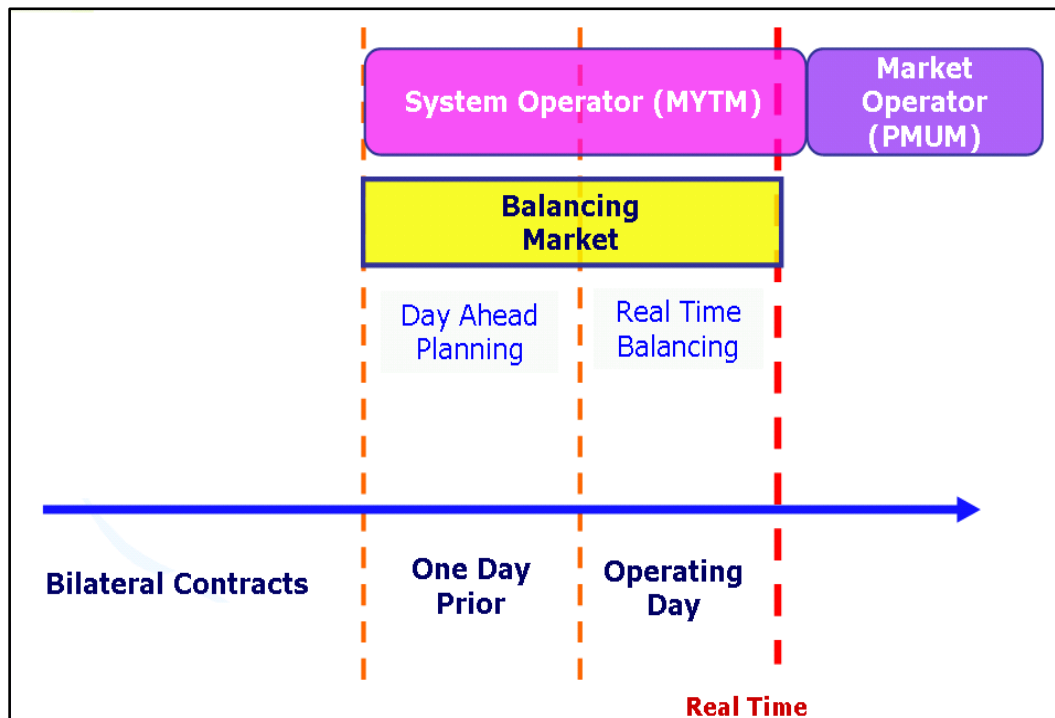 System Operator (MYTM)
Market
Operator
(PMUM)
Balancing
Market
Day Ahead
Planning
Real Time
Balancing
Bilateral Contracts
One Day
Prior
Operating
Day
Real Time